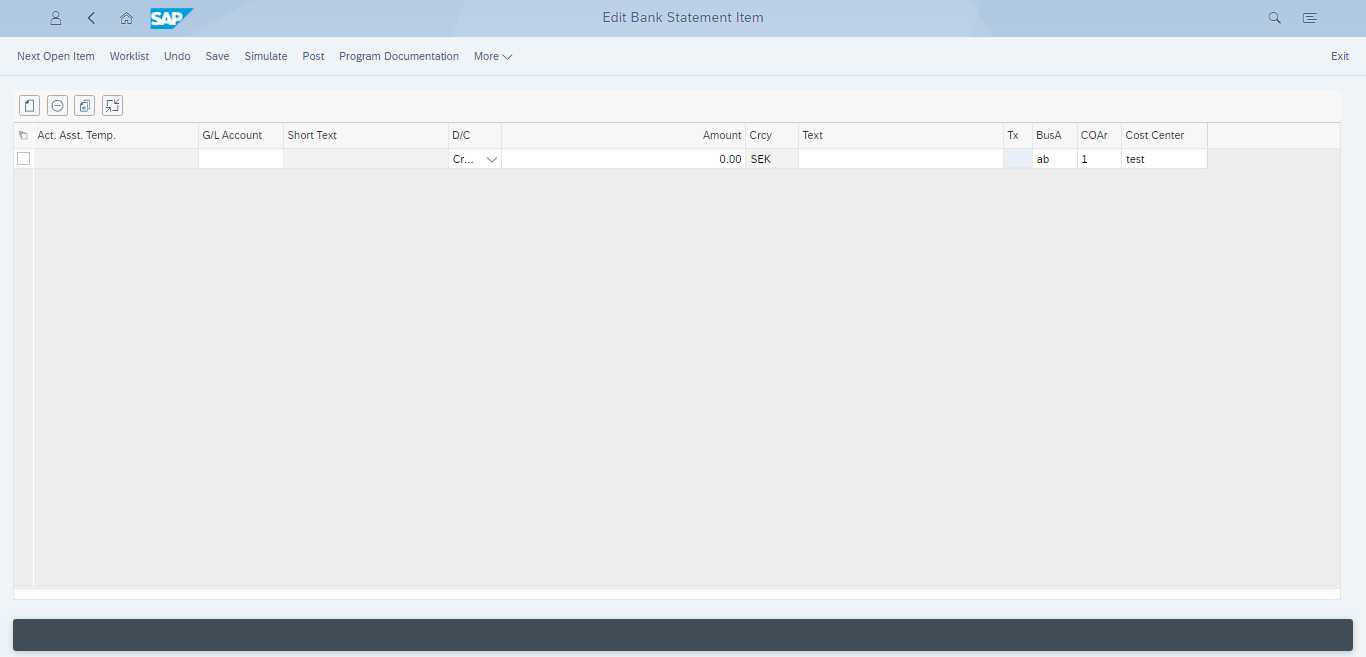 SAP Edit Bank Statement Item
Next Open Item Worklist Undo Save Simulate Post Program Documentation More Exit
Act. Asst. Temp. G/L Account Short Text D/C Amount Crcy Text Tx BusA COAr Cost Center
Cr... 0.00 SEK ab 1 test